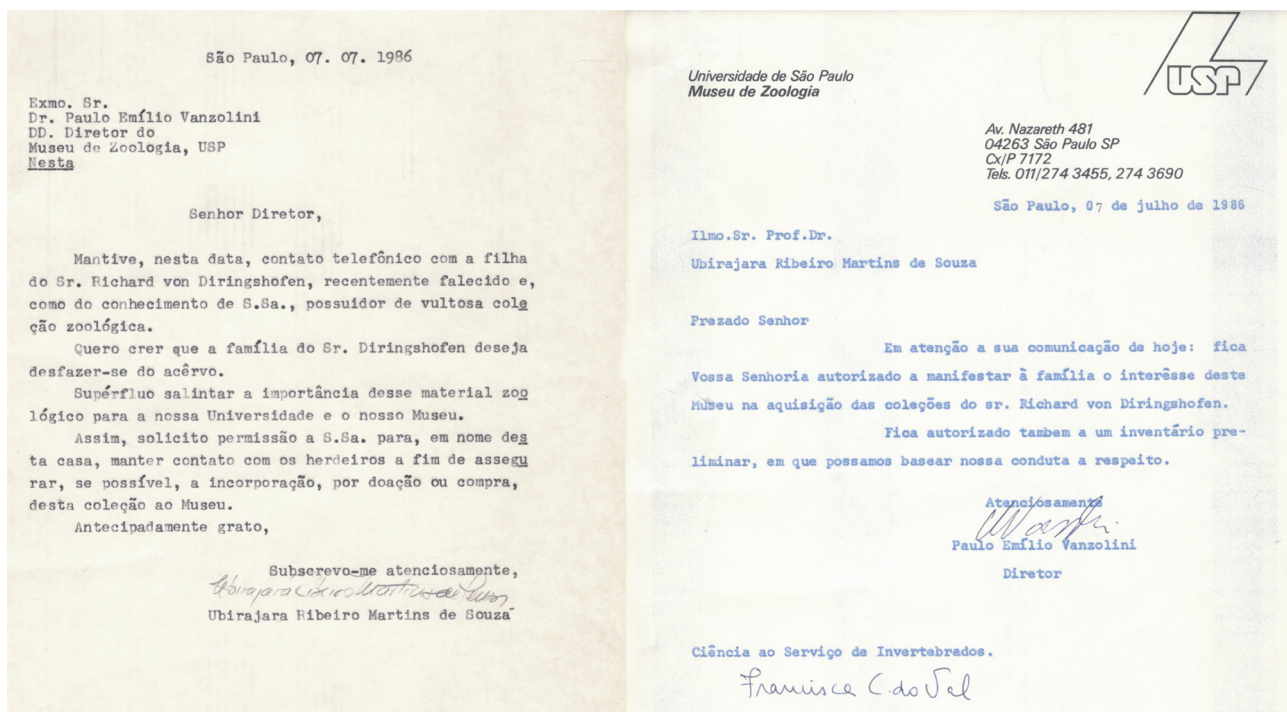 São Paulo, 07. 07. 1986
Exmo. Sr.
Dr. Paulo Emílio Vanzolini
DD. Diretor do
Museu de Zoologia, USP
Nesta
Senhor Diretor,
Mantive, nesta data, contato telefônico com a filha
do Sr. Richard von Diringshofen, recentemente falecido e,
como do conhecimento de S.Sa., possuidor de vultosa cole
ção zoológica.
Quero crer que a família do Sr. Diringshofen deseja
desfazer-se do acêrvo.
Supérfluo salintar a importância desse material zoo
lógico para a nossa Universidade e o nosso Museu.
Assim, solicito permissão a S.Sa. para, em nome des
ta casa, manter contato com os herdeiros a fim de assegu
rar, se possível, a incorporação, por doação ou compra,
desta coleção ao Museu.
Antecipadamente grato,
Subscrevo-me atenciosamente,
Ubirajara Ribeiro Martins de Souza
Ubirajara Ribeiro Martins de Souza
USP
Universidade de São Paulo
Museu de Zoologia
Av. Nazareth 481
04263 São Paulo SP
Cx/P 7172
Tels. 011/274 3455, 274 3690
São Paulo, 07 de julho de 1986
Ilmo.Sr. Prof.Dr.
Ubirajara Ribeiro Martins de Souza
Prezado Senhor
Em atenção a sua comunicação de hoje: fica
Vossa Senhoria autorizado a manifestar à família o interêsse deste
Museu na aquisição das coleções do sr. Richard von Diringshofen.
Fica autorizado tambem a um inventário pre-
liminar, em que possamos basear nossa conduta a respeito.
Atenciosamente
Paulo Emílio Vanzolini
Diretor
Ciência ao Serviço de Invertebrados.
Francisca C. do Val